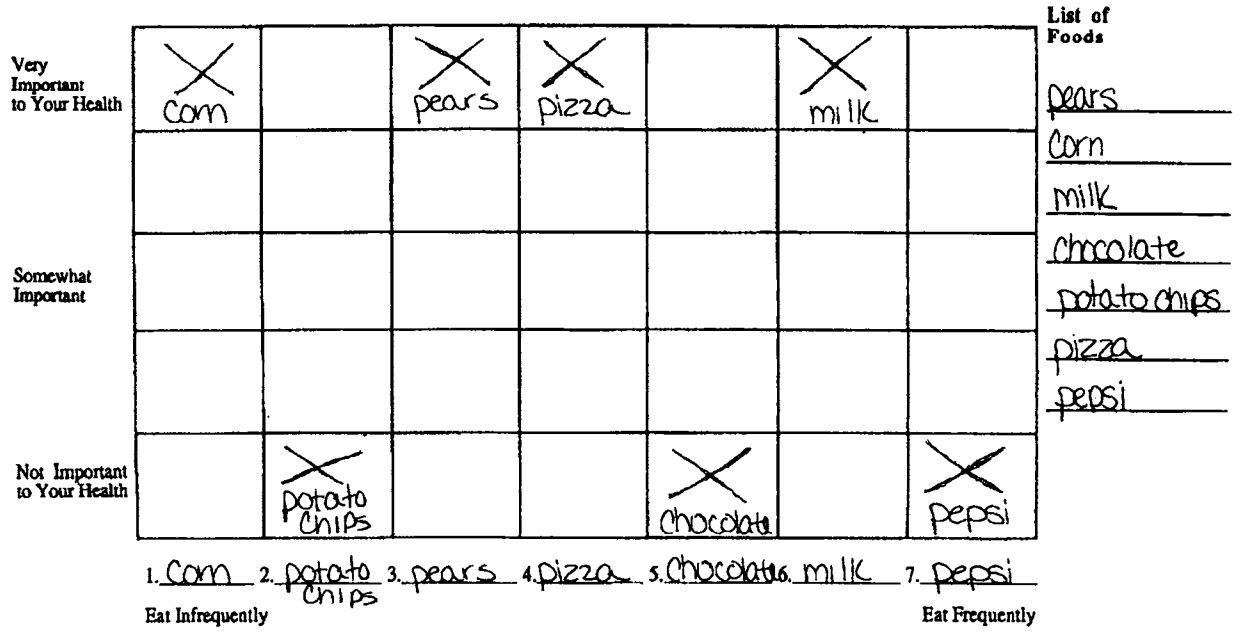 List of
Foods
Very
Important
to Your Health
corn
pears
pizza
milk
pears
corn
milk
chocolate
Somewhat
Important
potato chips
pizza
pepsi
Not Important
to Your Health
potato
chips
chocolate
pepsi
1. corn 2. potato chips 3. pears 4. pizza 5. chocolate 6. milk 7. pepsi
Eat Infrequently
Eat Frequently